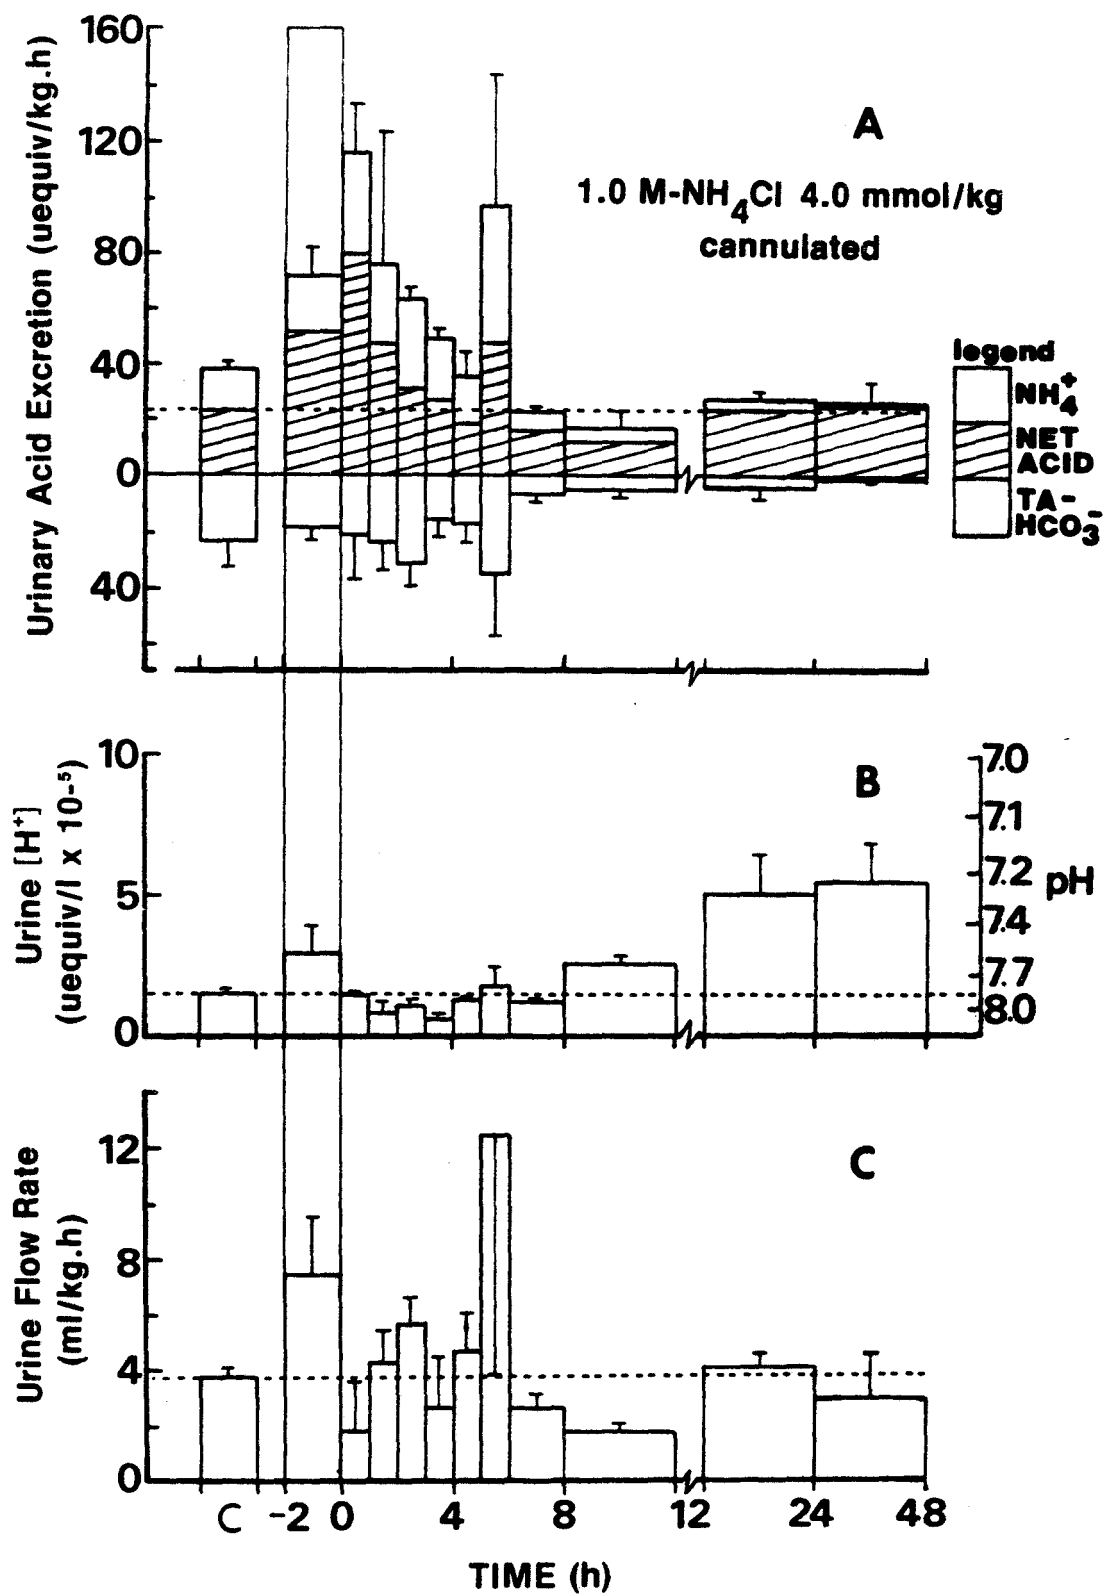 160
120
80
40
0
40
Urinary Acid Excretion (uequiv/kg.h)
A
1.0 M-NH4Cl 4.0 mmol/kg
cannulated
legend
NH4+
NET
ACID
TA-
HCO3-
10
5
0
Urine [H+]
(uequiv/l x 10-5)
B
7.0
7.1
7.2
7.4
7.7
8.0
pH
12
8
4
0
Urine Flow Rate
(ml/kg.h)
C
C -2 0 4 8 12 24 48
TIME (h)